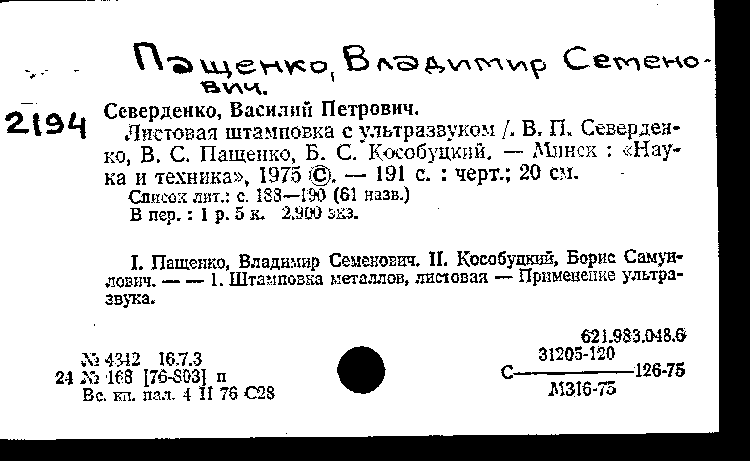 Пащенко, Владимир Семено-
вич.
2194
Северденко, Василий Петрович.
Листовая штамповка с ультразвуком /. В. П. Северден-
ко, В. С. Пащенко, Б. С. Кособуцкий. — Минск : «Нау-
ка и техника», 1975 ©. — 191 с. : черт.; 20 см.
Список лит.: с. 188—190 (61 назв.)
В пер. : 1 р. 5 к. 2.900 экз.
I. Пащенко, Владимир Семенович. II. Кособуцкий, Борис Самуи-
лович. — — 1. Штамповка металлов, листовая — Применение ультра-
звука.
621.983.048.6
№ 4342 16.7.3
31205-120
24 № 168 [76-803] п
С— —126-75
Вс. кн. пал. 4 II 76 С28
М316-75